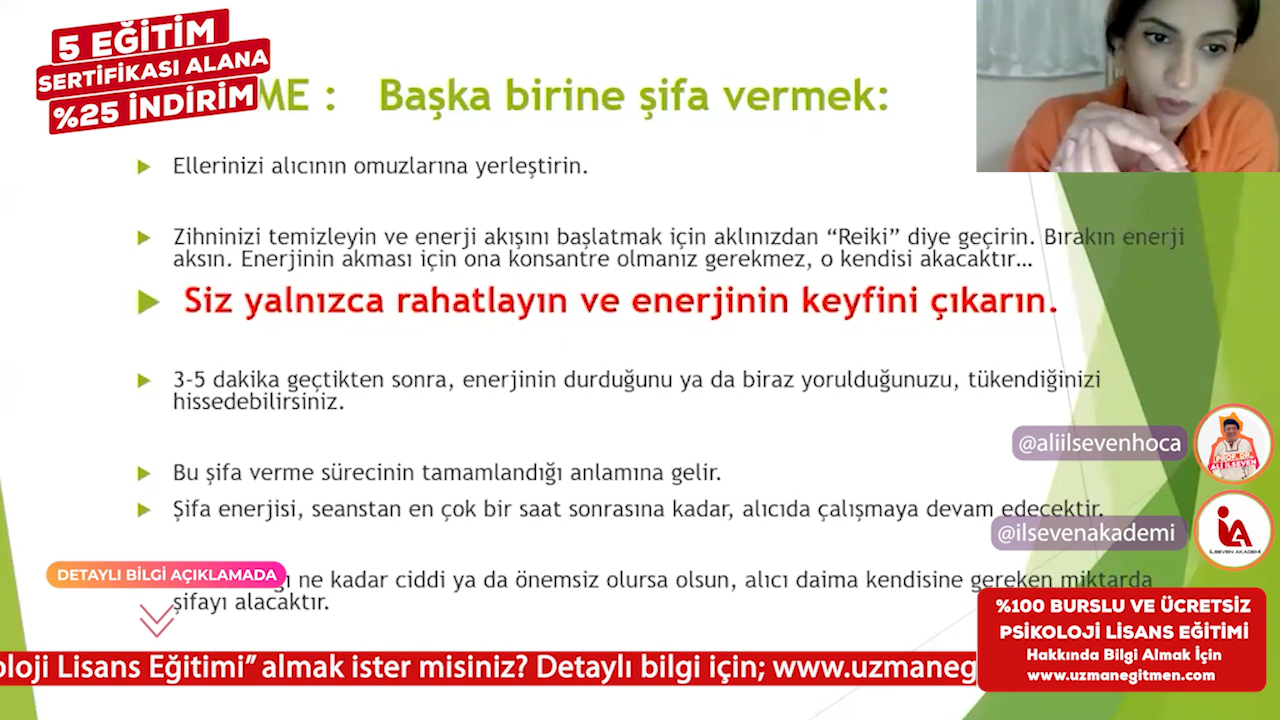 5 EĞİTİM
SERTİFİKASI ALANA
%25 İNDİRİM
ME : Başka birine şifa vermek:
Ellerinizi alıcının omuzlarına yerleştirin.
Zihninizi temizleyin ve enerji akışını başlatmak için aklınızdan “Reiki” diye geçirin. Bırakın enerji
aksın. Enerjinin akması için ona konsantre olmanız gerekmez, o kendisi akacaktır…
Siz yalnızca rahatlayın ve enerjinin keyfini çıkarın.
3-5 dakika geçtikten sonra, enerjinin durduğunu ya da biraz yorulduğunuzu, tükendiğinizi
hissedebilirsiniz.
@aliilsevenhoca
PROF. DR.
ALİ İLSEVEN
Bu şifa verme sürecinin tamamlandığı anlamına gelir.
Şifa enerjisi, seanstan en çok bir saat sonrasına kadar, alıcıda çalışmaya devam edecektir.
@ilsevenakademi
İLSEVEN AKADEMİ
DETAYLI BİLGİ AÇIKLAMADA
ne kadar ciddi ya da önemsiz olursa olsun, alıcı daima kendisine gereken miktarda
şifayı alacaktır.
%100 BURSLU VE ÜCRETSİZ
PSİKOLOJİ LİSANS EĞİTİMİ
Hakkında Bilgi Almak İçin
www.uzmanegitmen.com
oloji Lisans Eğitimi” almak ister misiniz? Detaylı bilgi için; www.uzmaneg